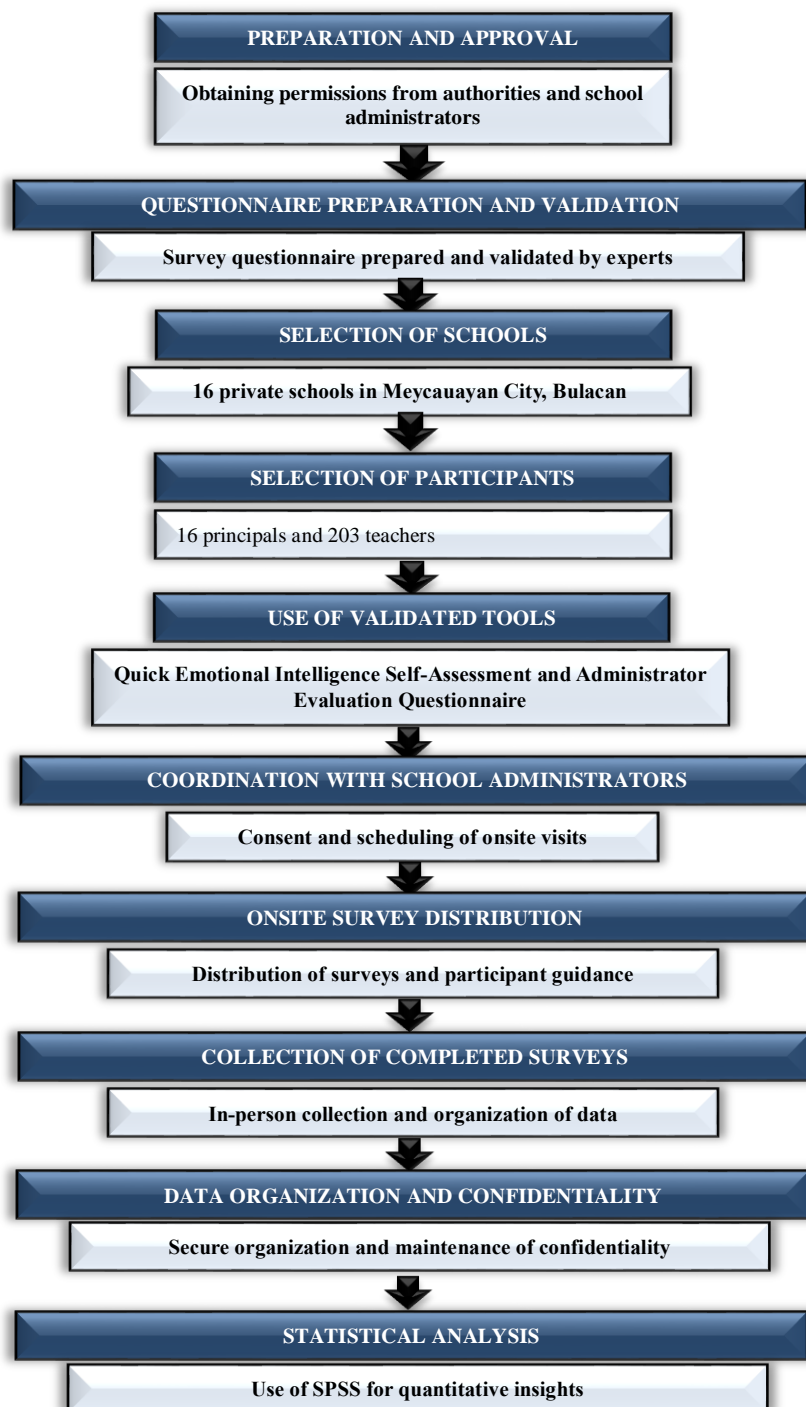 PREPARATION AND APPROVAL
Obtaining permissions from authorities and school
administrators
QUESTIONNAIRE PREPARATION AND VALIDATION
Survey questionnaire prepared and validated by experts
SELECTION OF SCHOOLS
16 private schools in Meycauayan City, Bulacan
SELECTION OF PARTICIPANTS
16 principals and 203 teachers
USE OF VALIDATED TOOLS
Quick Emotional Intelligence Self-Assessment and Administrator
Evaluation Questionnaire
COORDINATION WITH SCHOOL ADMINISTRATORS
Consent and scheduling of onsite visits
ONSITE SURVEY DISTRIBUTION
Distribution of surveys and participant guidance
COLLECTION OF COMPLETED SURVEYS
In-person collection and organization of data
DATA ORGANIZATION AND CONFIDENTIALITY
Secure organization and maintenance of confidentiality
STATISTICAL ANALYSIS
Use of SPSS for quantitative insights